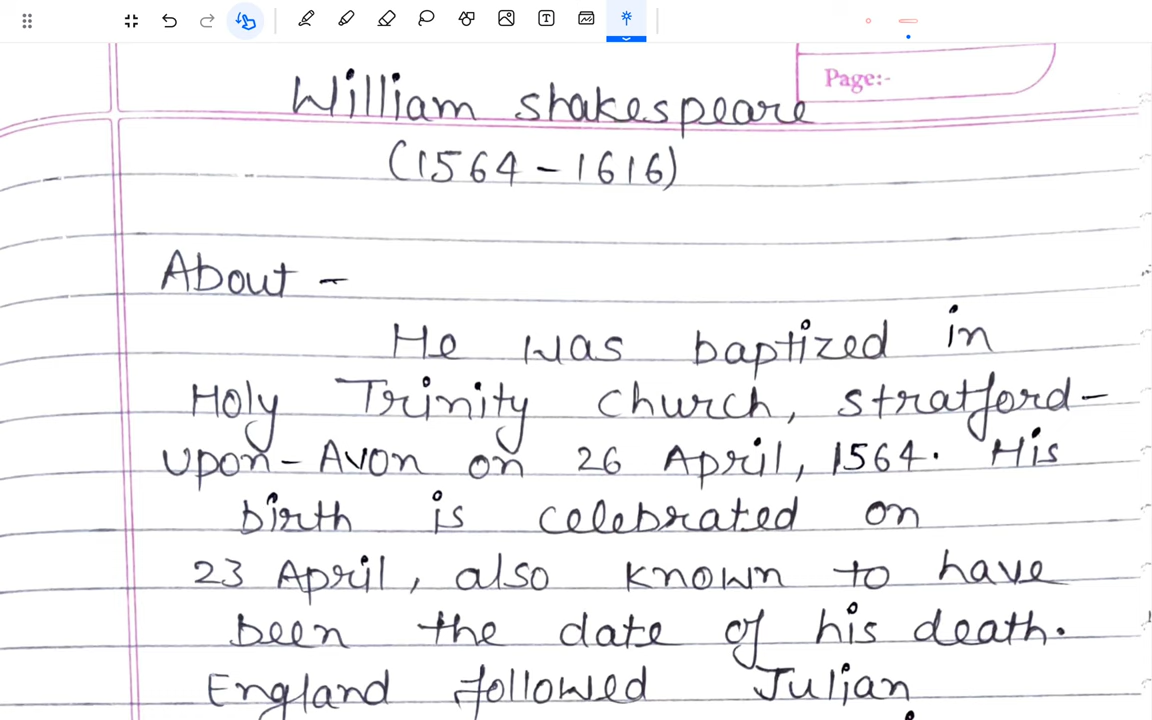 Page:-
William shakespeare
(1564 - 1616)
About -
He was baptized in
Holy Trinity church, stratford-
upon-Avon on 26 April, 1564. His
birth is celebrated on
23 April, also known to have
been the date of his death.
England followed Julian